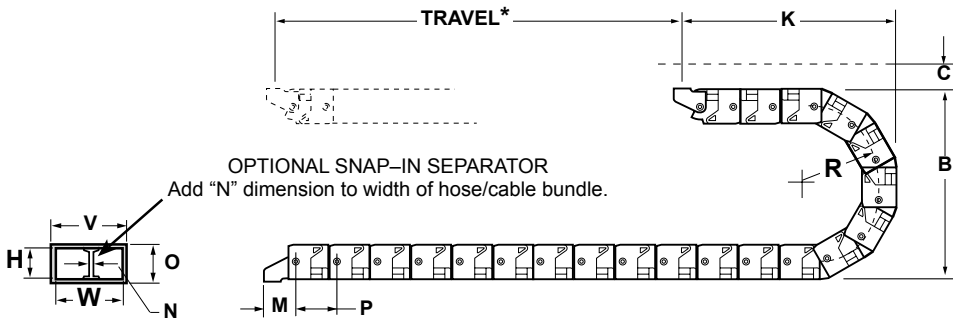 TRAVEL*
K
C
B
R
OPTIONAL SNAP–IN SEPARATOR
Add “N” dimension to width of hose/cable bundle.
V
H
O
W
N
M
P